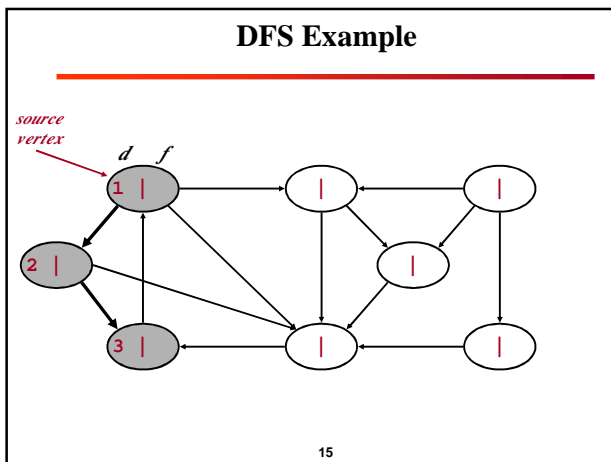 DFS Example
source
vertex
d f
1 | | |
2 | |
3 | | |
15